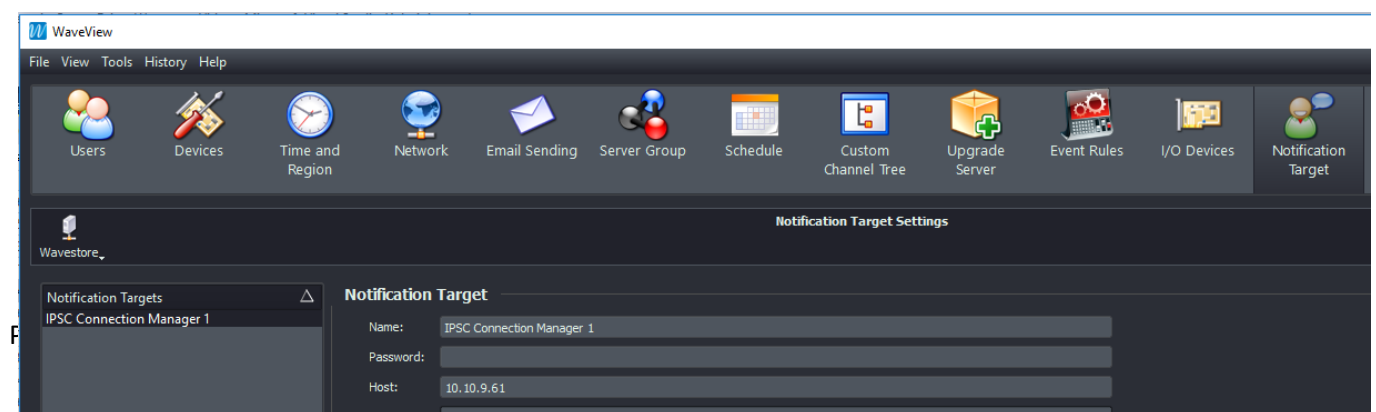 WaveView
File View Tools History Help
Users Devices Time and Region Network Email Sending Server Group Schedule Custom Channel Tree Upgrade Server Event Rules I/O Devices Notification Target
Notification Target Settings
Wavestore
Notification Targets
IPSC Connection Manager 1
Notification Target
Name: IPSC Connection Manager 1
Password:
Host: 10.10.9.61